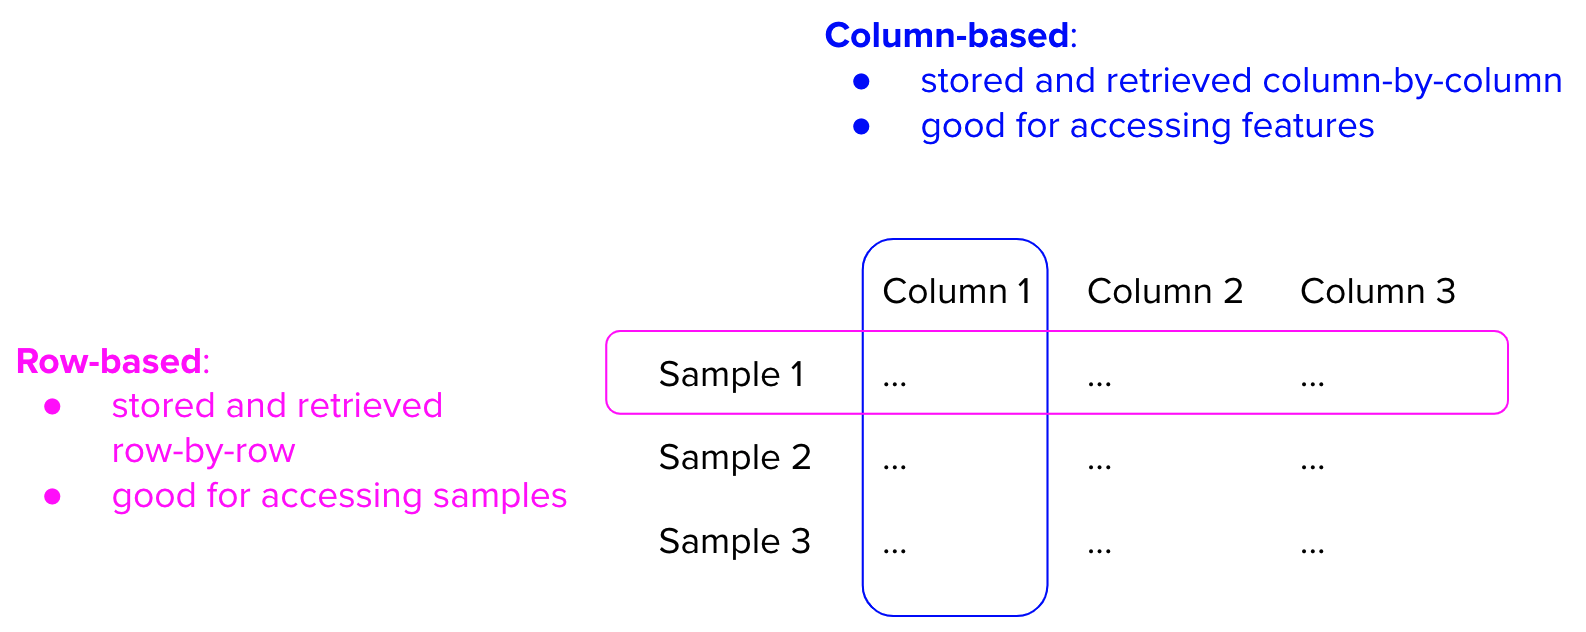 Column-based:
● stored and retrieved column-by-column
● good for accessing features
Column 1 Column 2 Column 3
Row-based:
● stored and retrieved
row-by-row
● good for accessing samples
Sample 1 ... ... ...
Sample 2 ... ... ...
Sample 3 ... ... ...